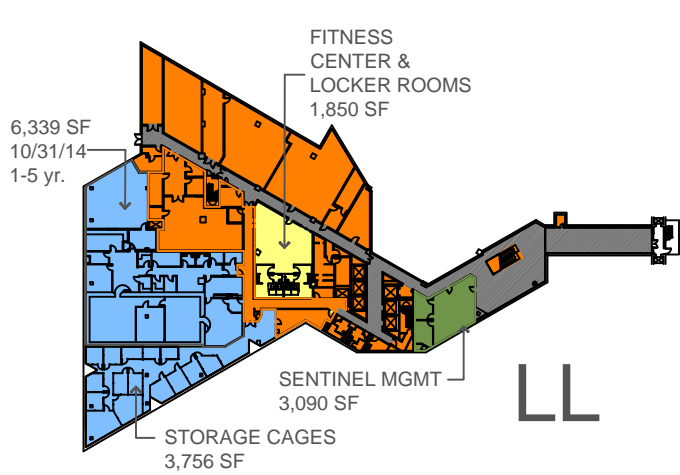 FITNESS
CENTER &
LOCKER ROOMS
1,850 SF
6,339 SF
10/31/14
1-5 yr.
SENTINEL MGMT
3,090 SF
LL
STORAGE CAGES
3,756 SF